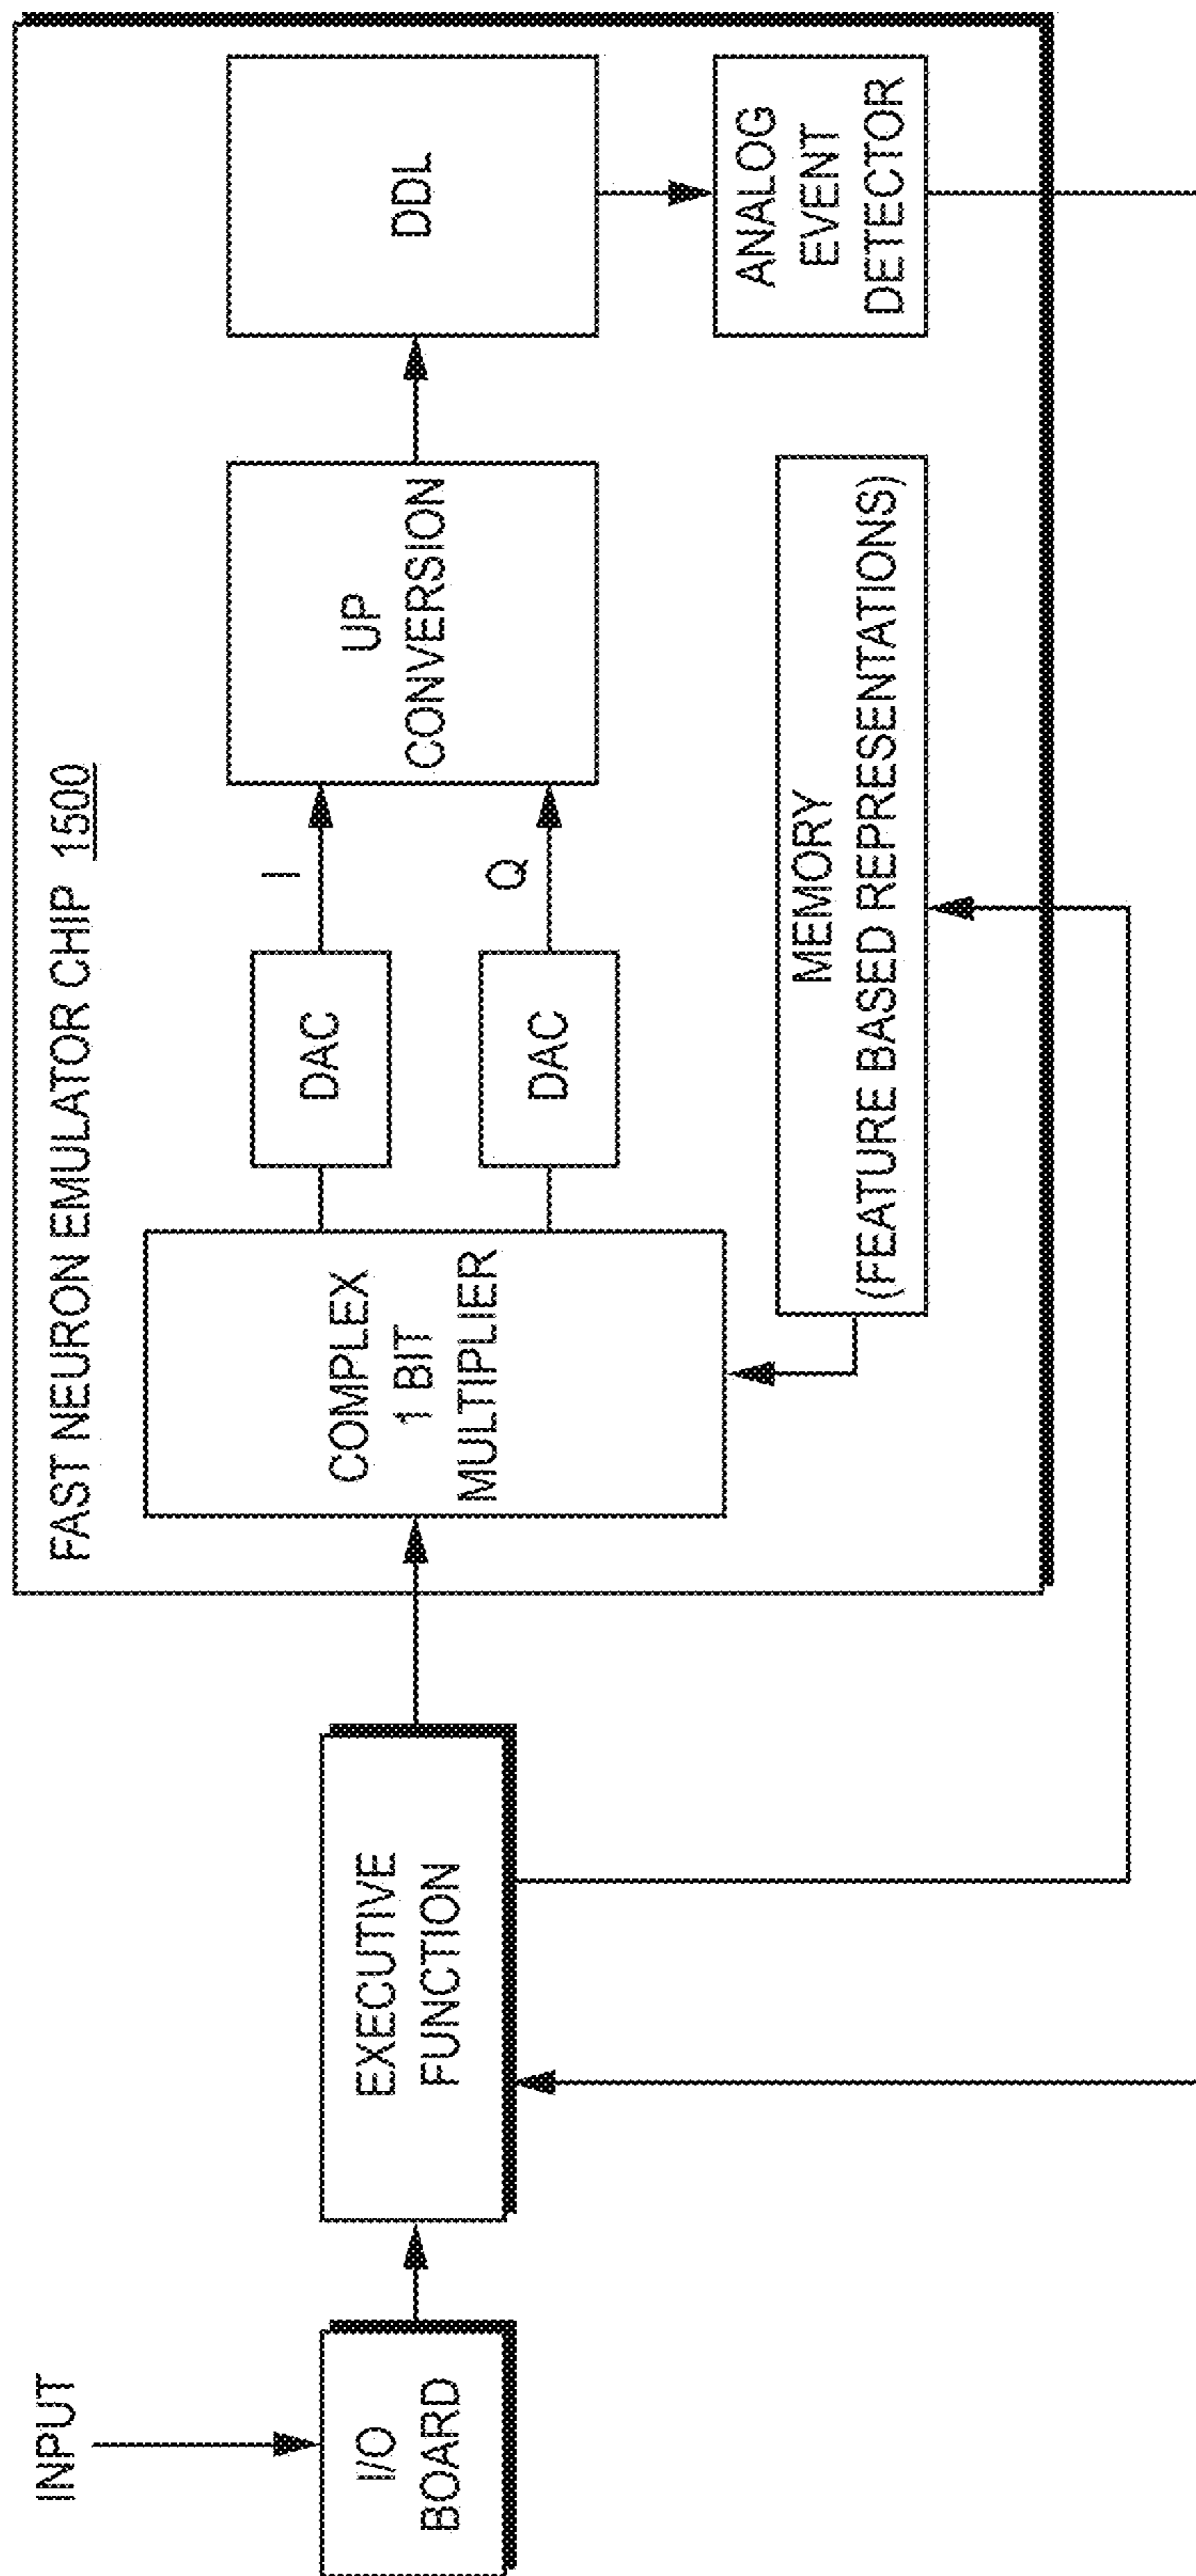 INPUT
I/O
BOARD
EXECUTIVE
FUNCTION
FAST NEURON EMULATOR CHIP 1500
COMPLEX
1 BIT
MULTIPLIER
DAC
DAC
I
Q
UP
CONVERSION
DDL
MEMORY
(FEATURE BASED REPRESENTATIONS)
ANALOG
EVENT
DETECTOR